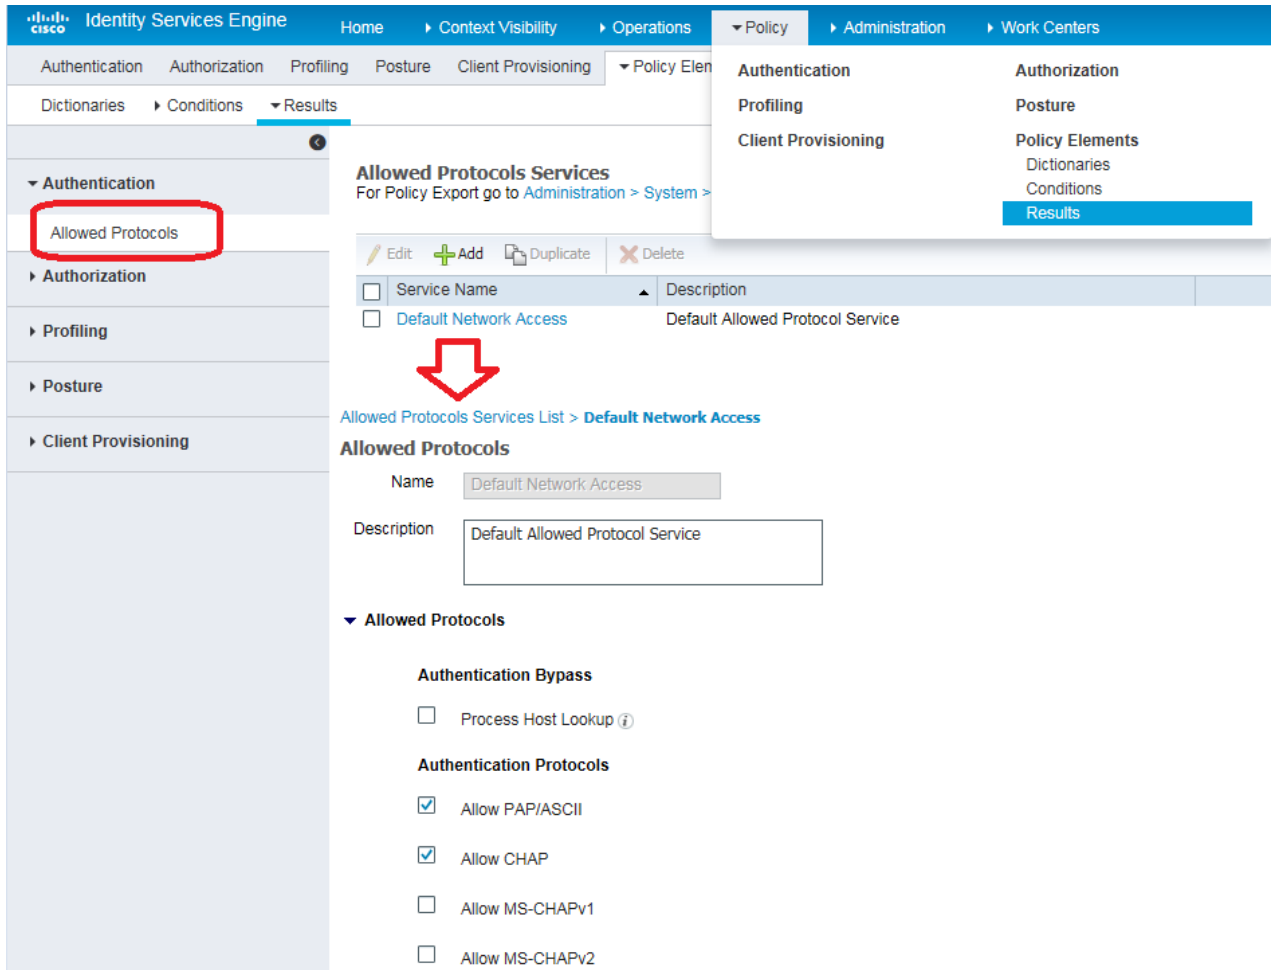 cisco Identity Services Engine Home Context Visibility Operations Policy Administration Work Centers
Authentication Authorization Profiling Posture Client Provisioning Policy Elem
Dictionaries Conditions Results
Authentication Authorization
Profiling Posture
Client Provisioning Policy Elements
Dictionaries
Conditions
Results
Authentication
Allowed Protocols
Authorization
Profiling
Posture
Client Provisioning
Allowed Protocols Services
For Policy Export go to Administration > System >
Edit Add Duplicate Delete
Service Name Description
Default Network Access Default Allowed Protocol Service
Allowed Protocols Services List > Default Network Access
Allowed Protocols
Name Default Network Access
Description Default Allowed Protocol Service
Allowed Protocols
Authentication Bypass
Process Host Lookup i
Authentication Protocols
Allow PAP/ASCII
Allow CHAP
Allow MS-CHAPv1
Allow MS-CHAPv2